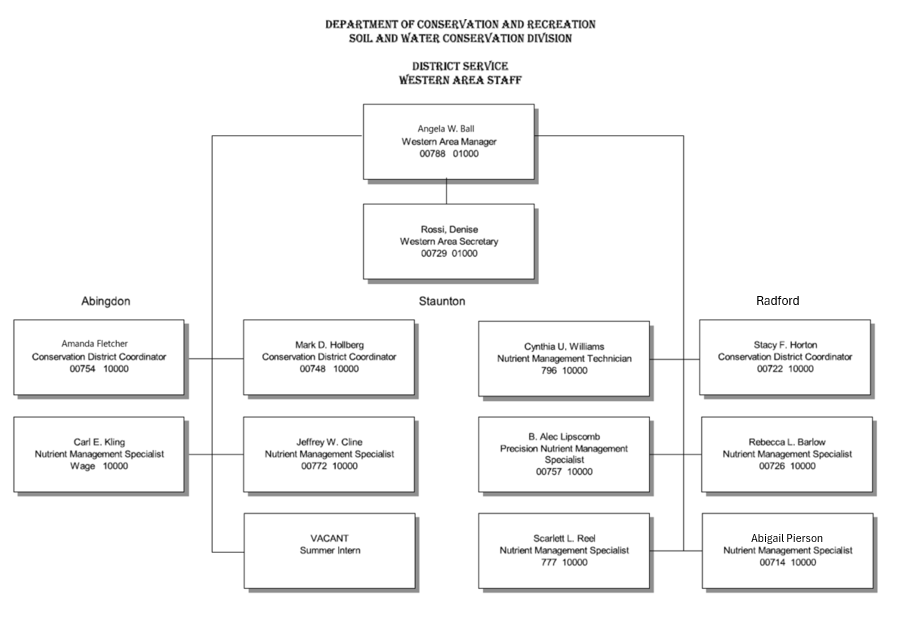 DEPARTMENT OF CONSERVATION AND RECREATION
SOIL AND WATER CONSERVATION DIVISION
DISTRICT SERVICE
WESTERN AREA STAFF
Angela W. Ball
Western Area Manager
00788 01000
Rossi, Denise
Western Area Secretary
00729 01000
Abingdon
Staunton
Radford
Amanda Fletcher
Conservation District Coordinator
00754 10000
Mark D. Hollberg
Conservation District Coordinator
00748 10000
Cynthia U. Williams
Nutrient Management Technician
796 10000
Stacy F. Horton
Conservation District Coordinator
00722 10000
Carl E. Kling
Nutrient Management Specialist
Wage 10000
Jeffrey W. Cline
Nutrient Management Specialist
00772 10000
B. Alec Lipscomb
Precision Nutrient Management
Specialist
00757 10000
Rebecca L. Barlow
Nutrient Management Specialist
00726 10000
VACANT
Summer Intern
Scarlett L. Reel
Nutrient Management Specialist
777 10000
Abigail Pierson
Nutrient Management Specialist
00714 10000